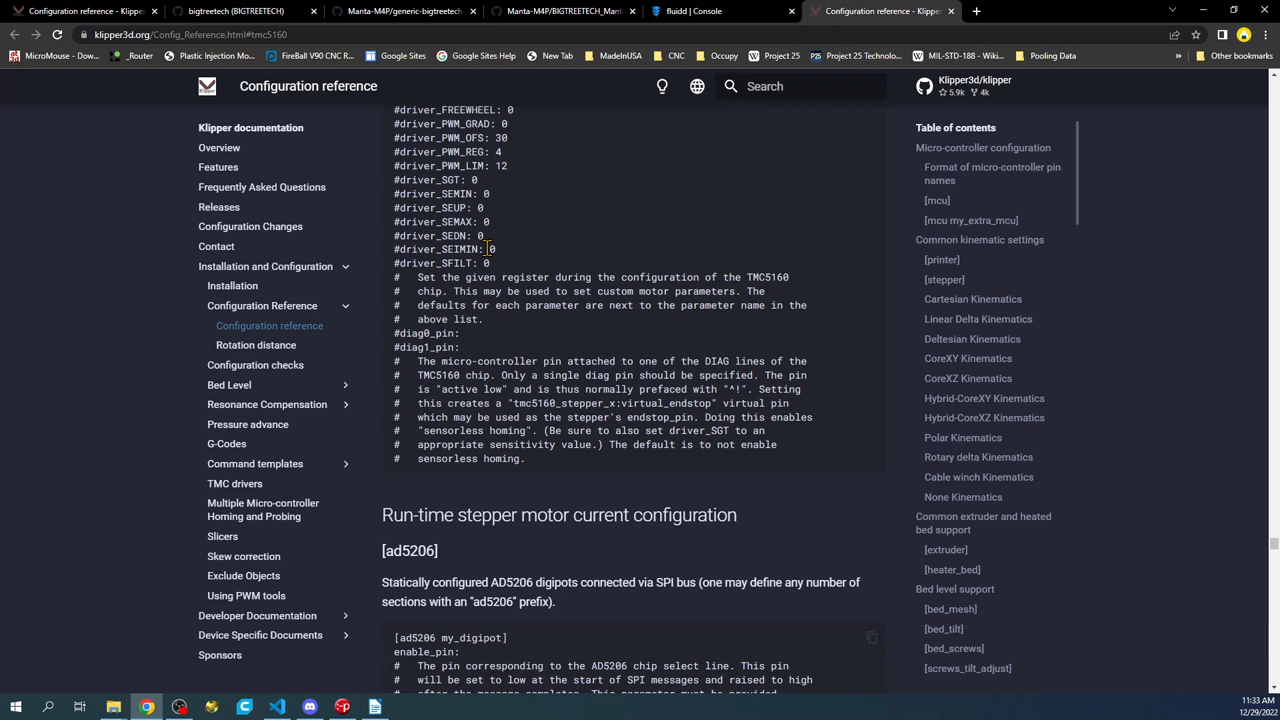 Configuration reference - Klipper
bigtreetech (BIGTREETECH)
Manta-M4P/generic-bigtreetech
Manta-M4P/BIGTREETECH_Mant
fluidd | Console
Configuration reference - Klipper
klipper3d.org/Config_Reference.html#tmc5160
MicroMouse - Dow...
_Router
Plastic Injection Mo...
FireBall V90 CNC R...
Google Sites
Google Sites Help
New Tab
MadeInUSA
CNC
Occupy
Project 25
Project 25 Technolo...
MIL-STD-188 - Wiki...
Pooling Data
Other bookmarks
Configuration reference
Search
Klipper3d/klipper
5.9k 4k
Klipper documentation
Overview
Features
Frequently Asked Questions
Releases
Configuration Changes
Contact
Installation and Configuration
Installation
Configuration Reference
Configuration reference
Rotation distance
Configuration checks
Bed Level
Resonance Compensation
Pressure advance
G-Codes
Command templates
TMC drivers
Multiple Micro-controller
Homing and Probing
Slicers
Skew correction
Exclude Objects
Using PWM tools
Developer Documentation
Device Specific Documents
Sponsors
#driver_FREEWHEEL: 0
#driver_PWM_GRAD: 0
#driver_PWM_OFS: 30
#driver_PWM_REG: 4
#driver_PWM_LIM: 12
#driver_SGT: 0
#driver_SEMIN: 0
#driver_SEUP: 0
#driver_SEMAX: 0
#driver_SEDN: 0
#driver_SEIMIN: 0
#driver_SFILT: 0
# Set the given register during the configuration of the TMC5160
# chip. This may be used to set custom motor parameters. The
# defaults for each parameter are next to the parameter name in the
# above list.
#diag0_pin:
#diag1_pin:
# The micro-controller pin attached to one of the DIAG lines of the
# TMC5160 chip. Only a single diag pin should be specified. The pin
# is "active low" and is thus normally prefaced with "^!". Setting
# this creates a "tmc5160_stepper_x:virtual_endstop" virtual pin
# which may be used as the stepper's endstop_pin. Doing this enables
# "sensorless homing". (Be sure to also set driver_SGT to an
# appropriate sensitivity value.) The default is to not enable
# sensorless homing.
Run-time stepper motor current configuration
[ad5206]
Statically configured AD5206 digipots connected via SPI bus (one may define any number of
sections with an "ad5206" prefix).
[ad5206 my_digipot]
enable_pin:
# The pin corresponding to the AD5206 chip select line. This pin
# will be set to low at the start of SPI messages and raised to high
# after the message completes. This parameter must be provided.
Table of contents
Micro-controller configuration
Format of micro-controller pin
names
[mcu]
[mcu my_extra_mcu]
Common kinematic settings
[printer]
[stepper]
Cartesian Kinematics
Linear Delta Kinematics
Deltesian Kinematics
CoreXY Kinematics
CoreXZ Kinematics
Hybrid-CoreXY Kinematics
Hybrid-CoreXZ Kinematics
Polar Kinematics
Rotary delta Kinematics
Cable winch Kinematics
None Kinematics
Common extruder and heated
bed support
[extruder]
[heater_bed]
Bed level support
[bed_mesh]
[bed_tilt]
[bed_screws]
[screws_tilt_adjust]
11:33 AM
12/29/2022